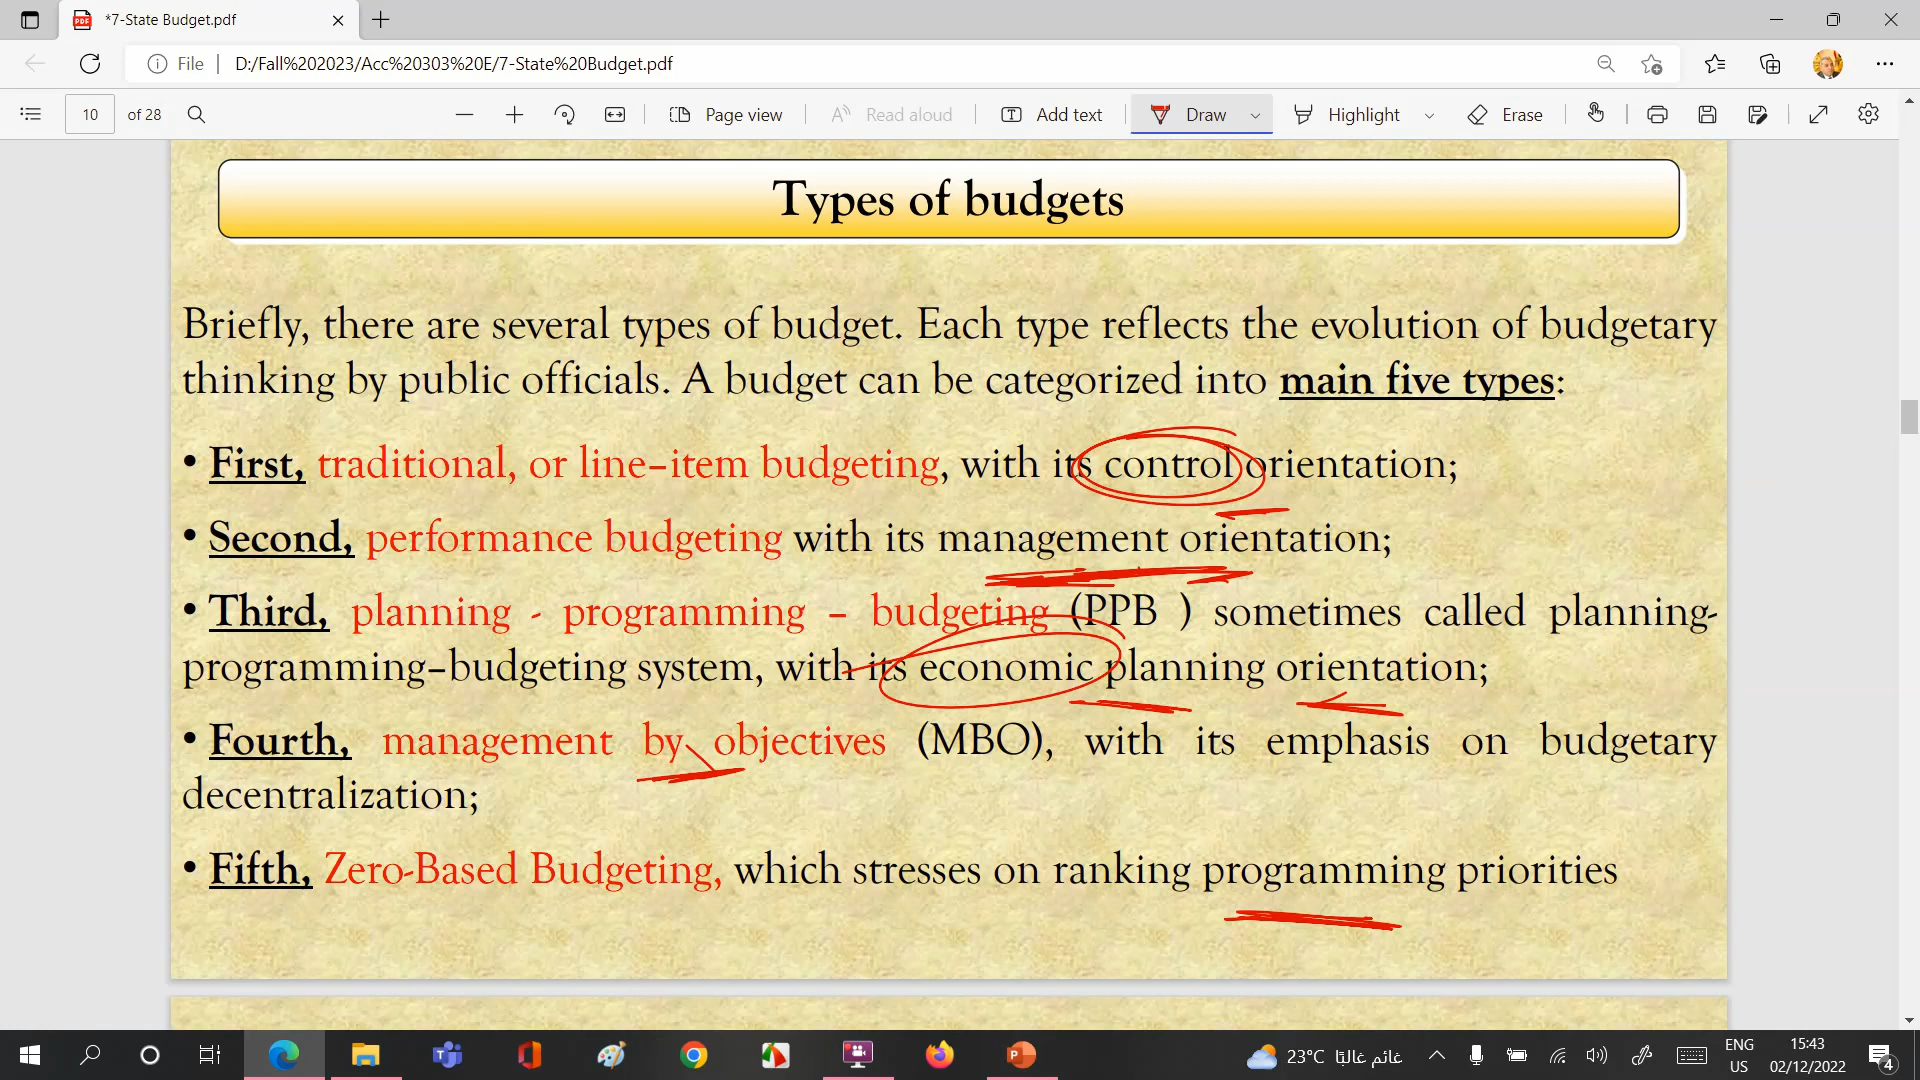 *7-State Budget.pdf
File
D:/Fall%202023/Acc%20303%20E/7-State%20Budget.pdf
10 of 28
Page view
Read aloud
Add text
Draw
Highlight
Erase
Types of budgets
Briefly, there are several types of budget. Each type reflects the evolution of budgetary
thinking by public officials. A budget can be categorized into main five types:
• First, traditional, or line-item budgeting, with its control orientation;
• Second, performance budgeting with its management orientation;
• Third, planning - programming – budgeting (PPB ) sometimes called planning-
programming–budgeting system, with its economic planning orientation;
• Fourth, management by objectives (MBO), with its emphasis on budgetary
decentralization;
• Fifth, Zero-Based Budgeting, which stresses on ranking programming priorities
23°C غائم غالبًا
ENG
US
15:43
02/12/2022
4